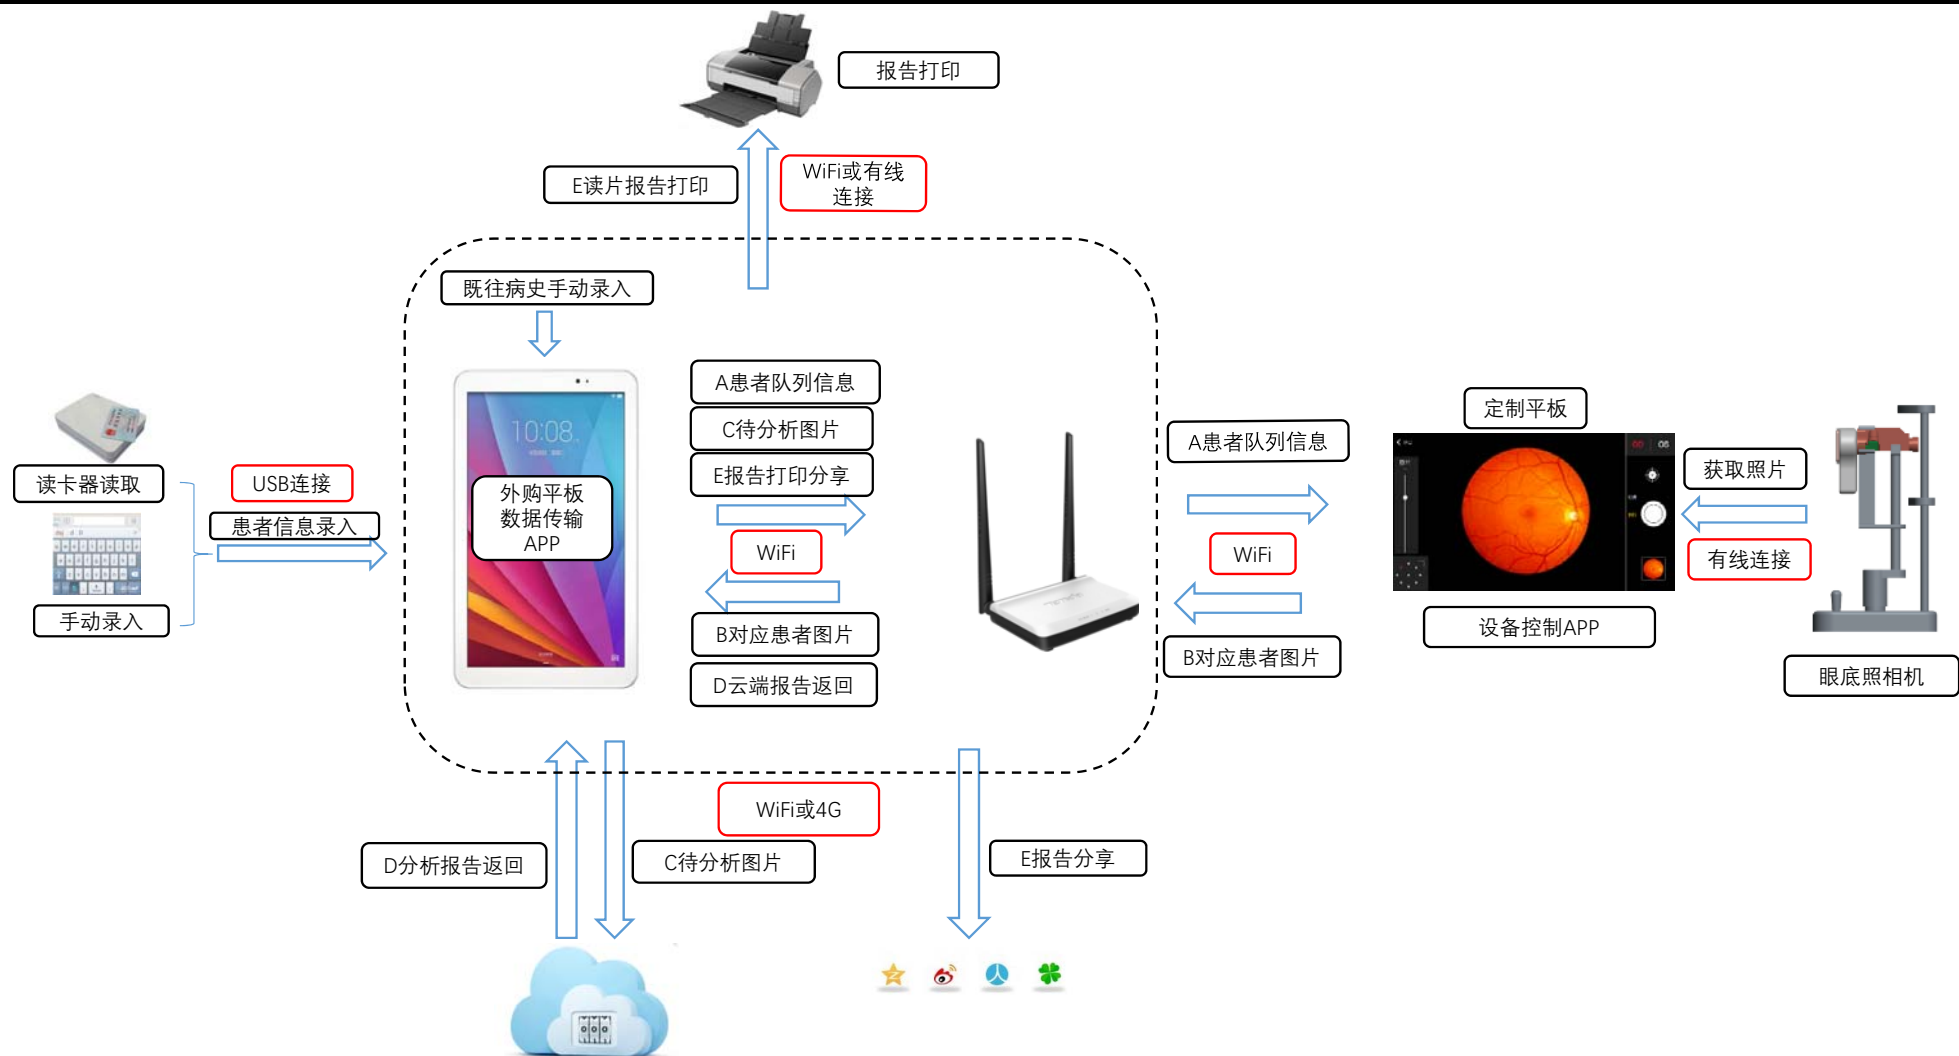 报告打印
E读片报告打印
WiFi或有线
连接
既往病史手动录入
10:08
外购平板
数据传输
APP
A患者队列信息
C待分析图片
E报告打印分享
WiFi
B对应患者图片
D云端报告返回
读卡器读取
USB连接
患者信息录入
手动录入
A患者队列信息
WiFi
B对应患者图片
定制平板
设备控制APP
获取照片
有线连接
眼底照相机
WiFi或4G
D分析报告返回
C待分析图片
E报告分享